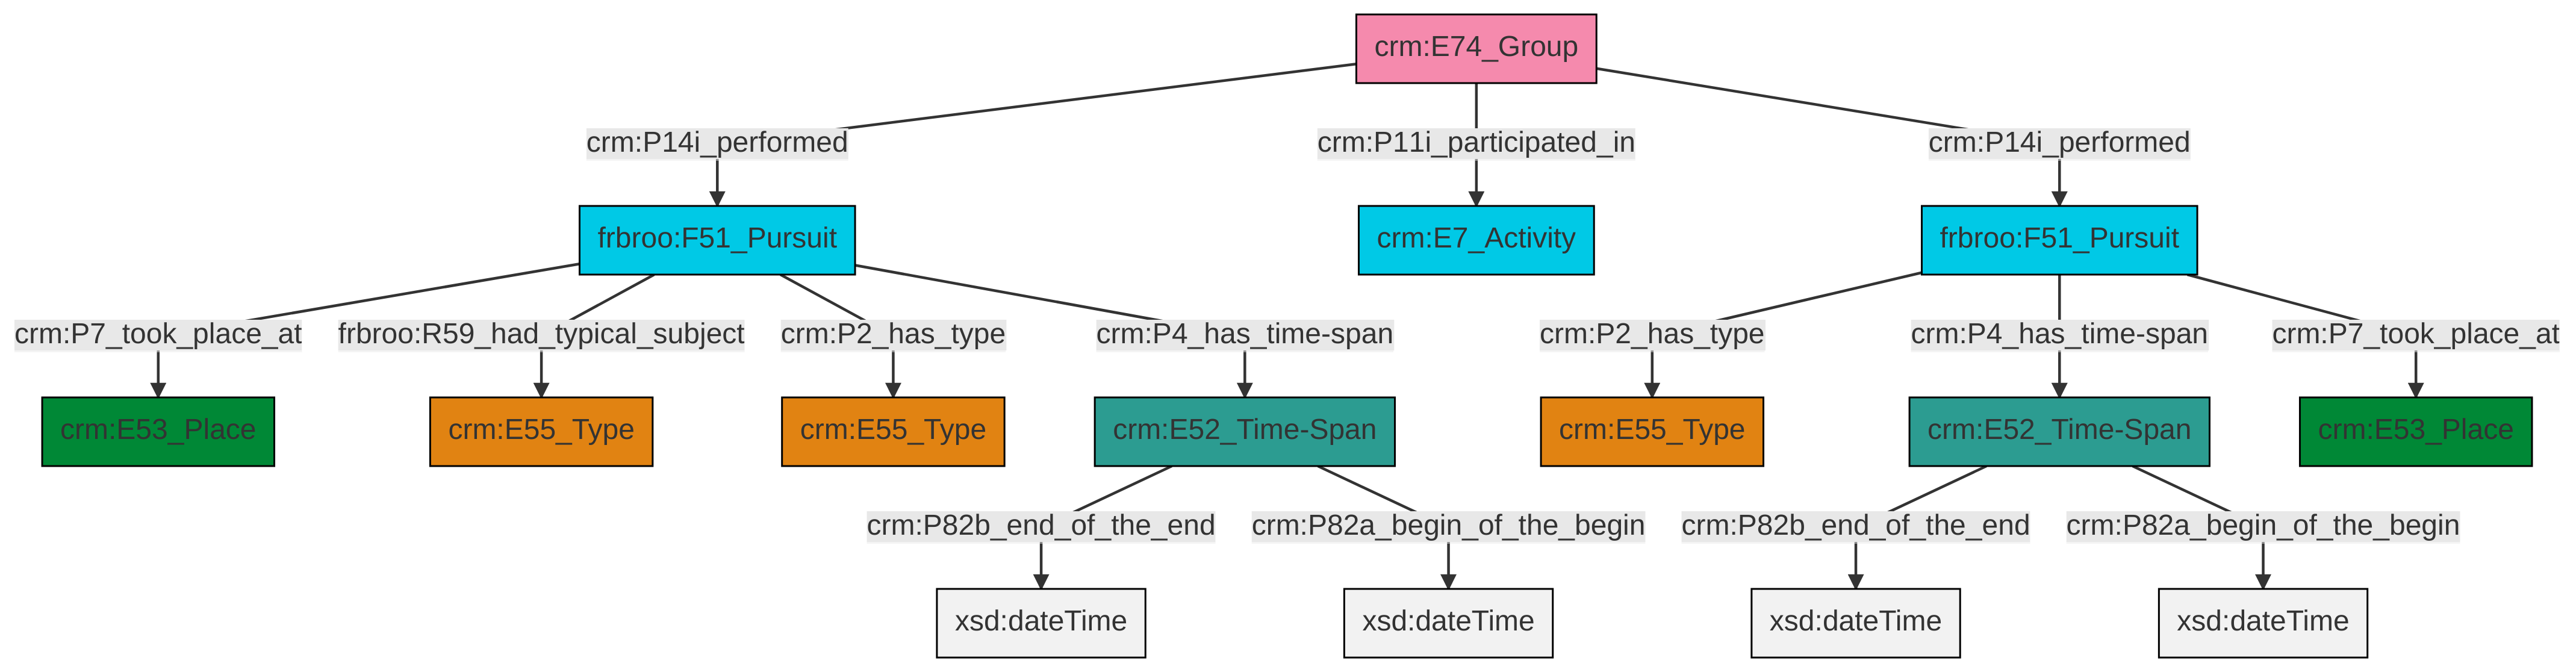 crm:E74_Group
crm:P14i_performed
crm:P11i_participated_in
crm:P14i_performed
frbroo:F51_Pursuit
crm:E7_Activity
frbroo:F51_Pursuit
crm:P7_took_place_at
frbroo:R59_had_typical_subject
crm:P2_has_type
crm:P4_has_time-span
crm:P2_has_type
crm:P4_has_time-span
crm:P7_took_place_at
crm:E53_Place
crm:E55_Type
crm:E55_Type
crm:E52_Time-Span
crm:E55_Type
crm:E52_Time-Span
crm:E53_Place
crm:P82b_end_of_the_end
crm:P82a_begin_of_the_begin
crm:P82b_end_of_the_end
crm:P82a_begin_of_the_begin
xsd:dateTime
xsd:dateTime
xsd:dateTime
xsd:dateTime